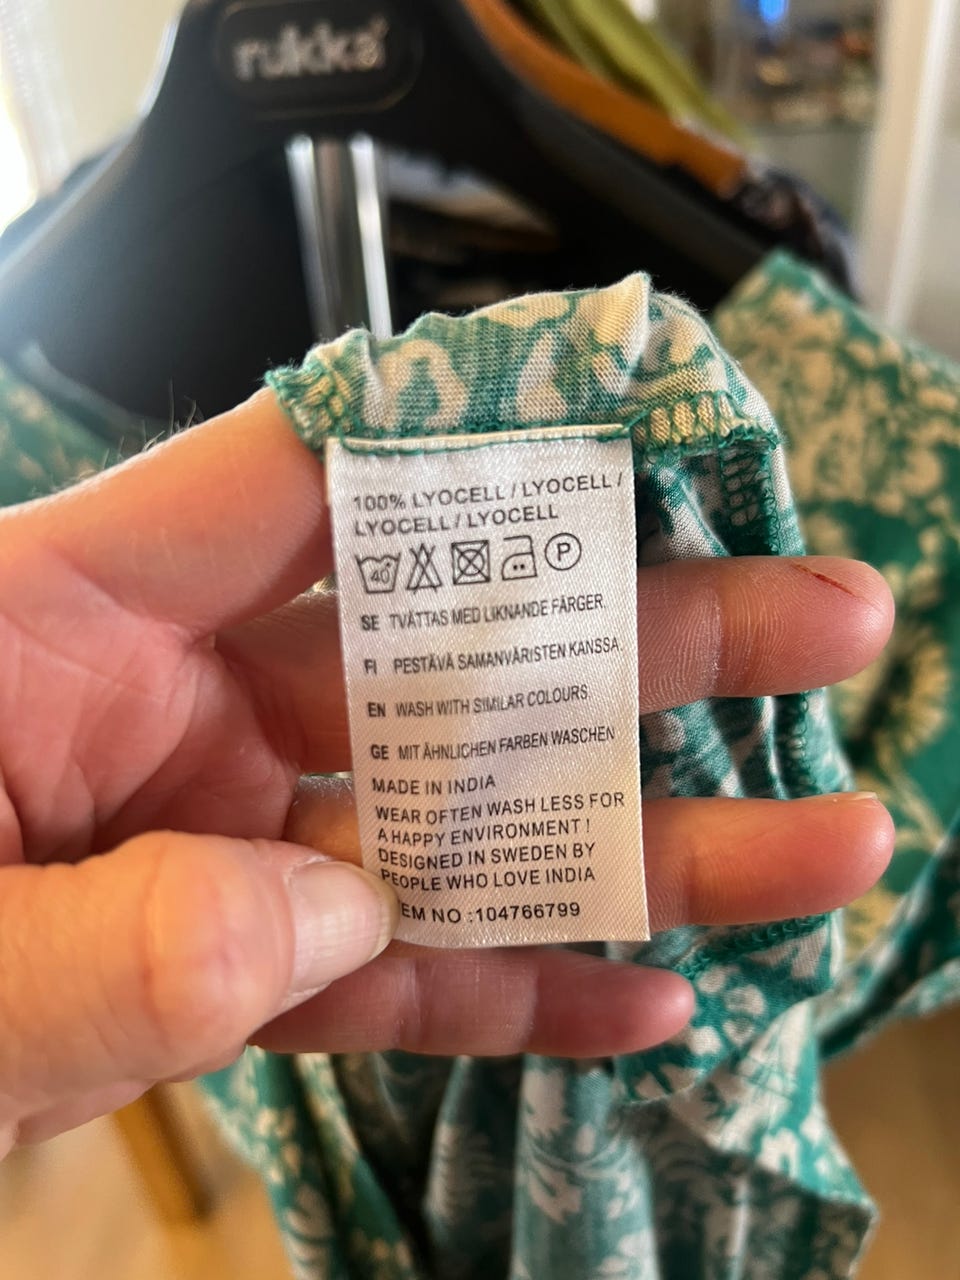 rukka
100% LYOCELL / LYOCELL /
LYOCELL / LYOCELL
40 P
SE TVÄTTAS MED LIKNANDE FÄRGER.
FI PESTÄVÄ SAMANVÄRISTEN KANSSA.
EN WASH WITH SIMILAR COLOURS.
GE MIT ÄHNLICHEN FARBEN WASCHEN
MADE IN INDIA
WEAR OFTEN WASH LESS FOR
A HAPPY ENVIRONMENT !
DESIGNED IN SWEDEN BY
PEOPLE WHO LOVE INDIA
EM NO :104766799